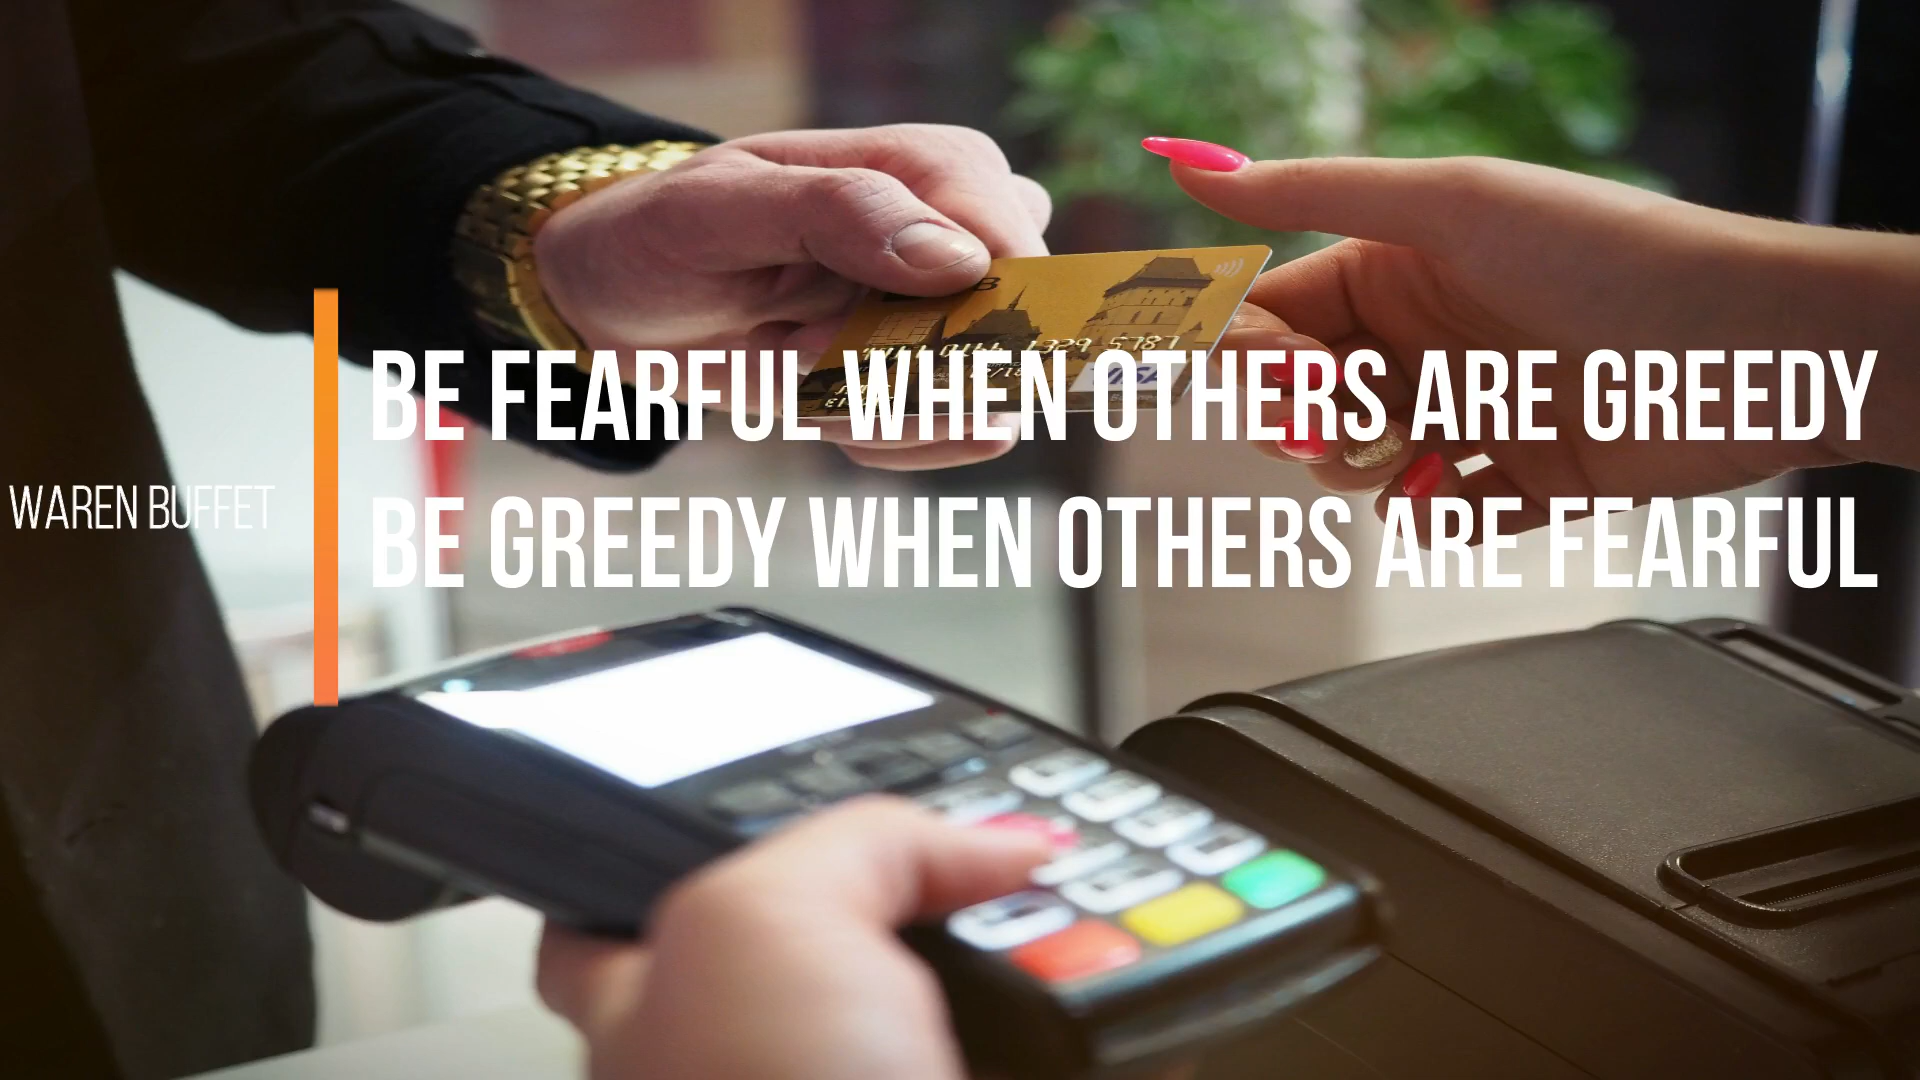 WAREN BUFFET
BE FEARFUL WHEN OTHERS ARE GREEDY
BE GREEDY WHEN OTHERS ARE FEARFUL